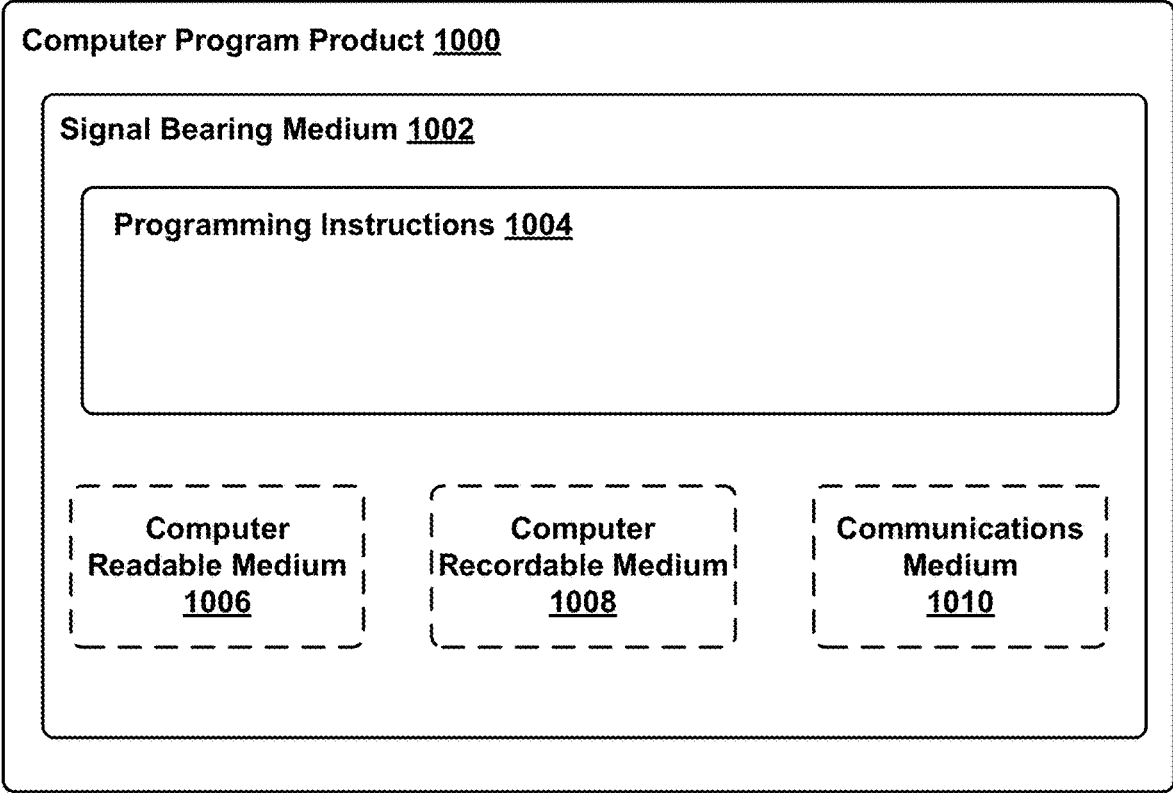 Computer Program Product 1000
Signal Bearing Medium 1002
Programming Instructions 1004
Computer
Readable Medium
1006
Computer
Recordable Medium
1008
Communications
Medium
1010